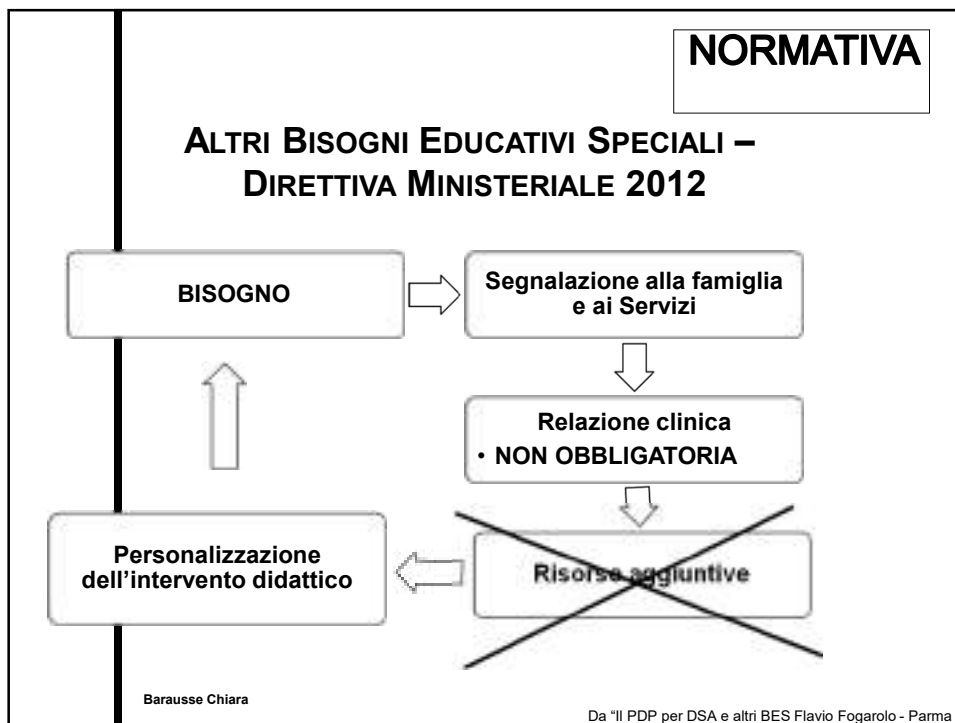 NORMATIVA
ALTRI BISOGNI EDUCATIVI SPECIALI –
DIRETTIVA MINISTERIALE 2012
BISOGNO
Segnalazione alla famiglia
e ai Servizi
Relazione clinica
• NON OBBLIGATORIA
Risorse aggiuntive
Personalizzazione
dell’intervento didattico
Barausse Chiara
Da “Il PDP per DSA e altri BES Flavio Fogarolo - Parma